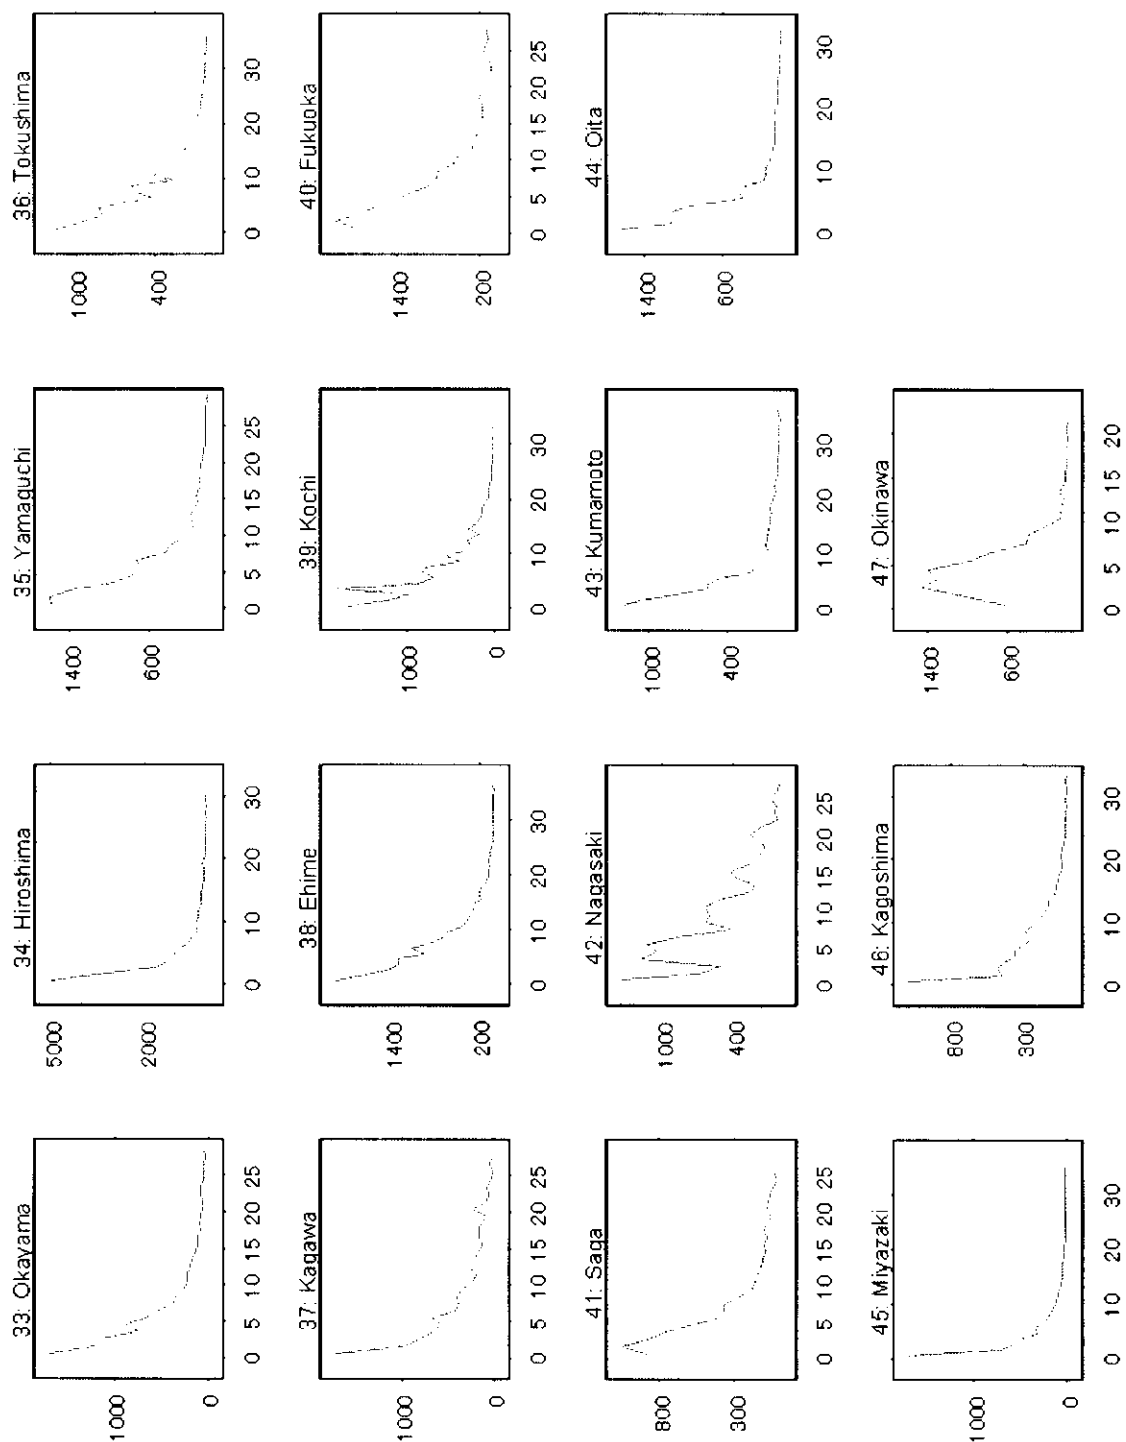 33: Okayama
1000
0
0 5 10 15 20 25
34: Hiroshima
5000
2000
0 10 20 30
35: Yamaguchi
1400
600
0 5 10 15 20 25
36: Tokushima
1000
400
0 10 20 30
37: Kagawa
1000
0
0 5 10 15 20 25
38: Ehime
1400
200
0 10 20 30
39: Kochi
1000
0
0 10 20 30
40: Fukuoka
1400
200
0 5 10 15 20 25
41: Saga
800
300
0 5 10 15 20 25
42: Nagasaki
1000
400
0 5 10 15 20 25
43: Kumamoto
1000
400
0 10 20 30
44: Oita
1400
600
0 10 20 30
45: Miyazaki
1000
0
0 10 20 30
46: Kagoshima
800
300
0 10 20 30
47: Okinawa
1400
600
0 5 10 15 20